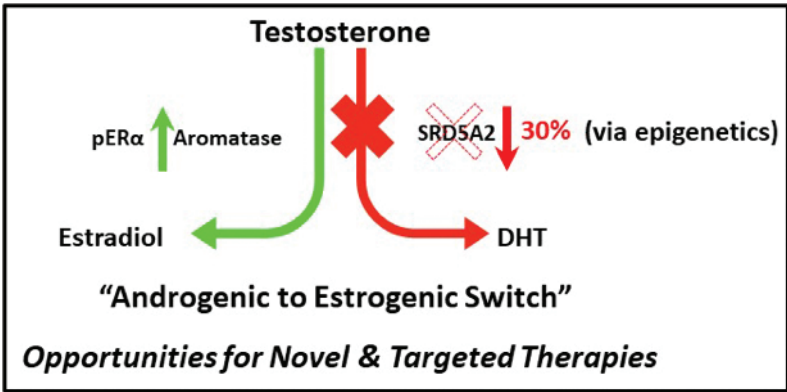 Testosterone
pERα Aromatase
SRD5A2 30% (via epigenetics)
Estradiol
DHT
“Androgenic to Estrogenic Switch”
Opportunities for Novel & Targeted Therapies